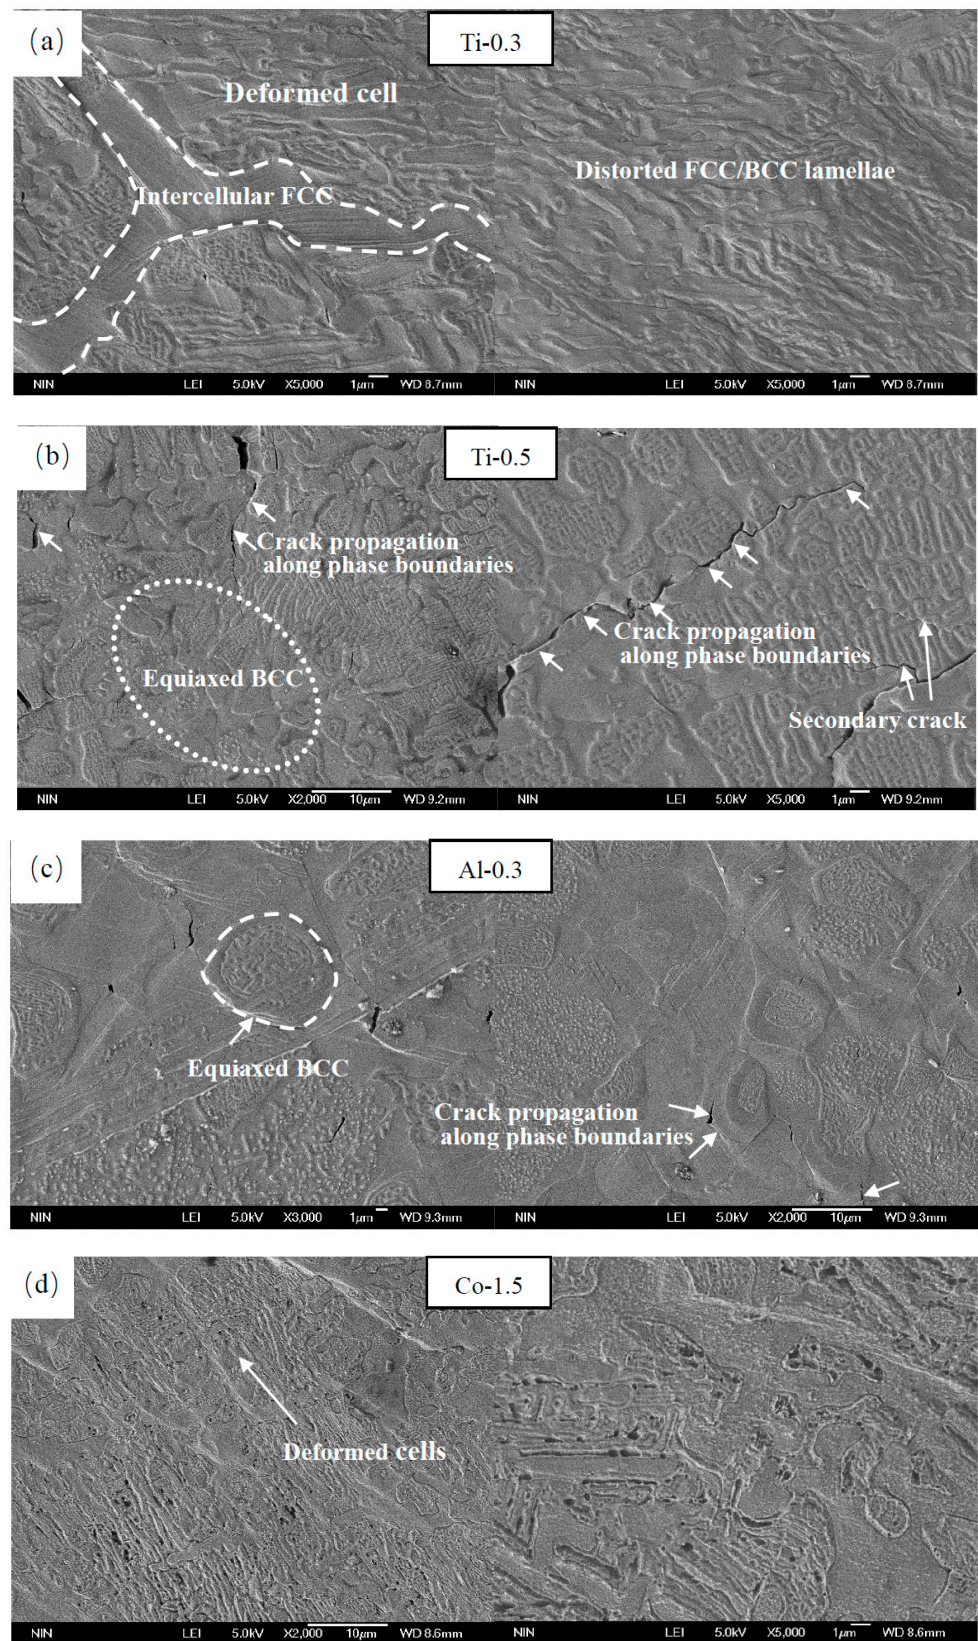 (a)
Ti-0.3
Deformed cell
Intercellular FCC
Distorted FCC/BCC lamellae
NIN LEI 5.0kV X5,000 1μm WD 8.7mm
NIN LEI 5.0kV X5,000 1μm WD 8.7mm
(b)
Ti-0.5
Crack propagation
along phase boundaries
Equiaxed BCC
Crack propagation
along phase boundaries
Secondary crack
NIN LEI 5.0kV X2,000 10μm WD 9.2mm
NIN LEI 5.0kV X5,000 1μm WD 9.2mm
(c)
Al-0.3
Equiaxed BCC
Crack propagation
along phase boundaries
NIN LEI 5.0kV X3,000 1μm WD 9.3mm
NIN LEI 5.0kV X2,000 10μm WD 9.3mm
(d)
Co-1.5
Deformed cells
NIN LEI 5.0kV X2,000 10μm WD 8.6mm
NIN LEI 5.0kV X5,000 1μm WD 8.6mm